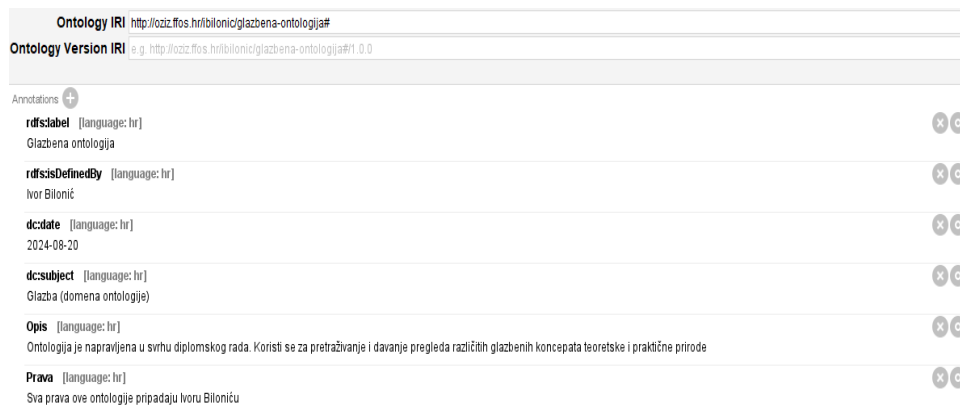 Ontology IRI http://oziz.ffos.hr/ibilonic/glazbena-ontologija#
Ontology Version IRI e.g. http://oziz.ffos.hr/ibilonic/glazbena-ontologija#/1.0.0
Annotations
rdfs:label [language: hr]
Glazbena ontologija
rdfs:isDefinedBy [language: hr]
Ivor Bilonić
dc:date [language: hr]
2024-08-20
dc:subject [language: hr]
Glazba (domena ontologije)
Opis [language: hr]
Ontologija je napravljena u svrhu diplomskog rada. Koristi se za pretraživanje i davanje pregleda različitih glazbenih koncepata teoretske i praktične prirode
Prava [language: hr]
Sva prava ove ontologije pripadaju Ivoru Biloniću